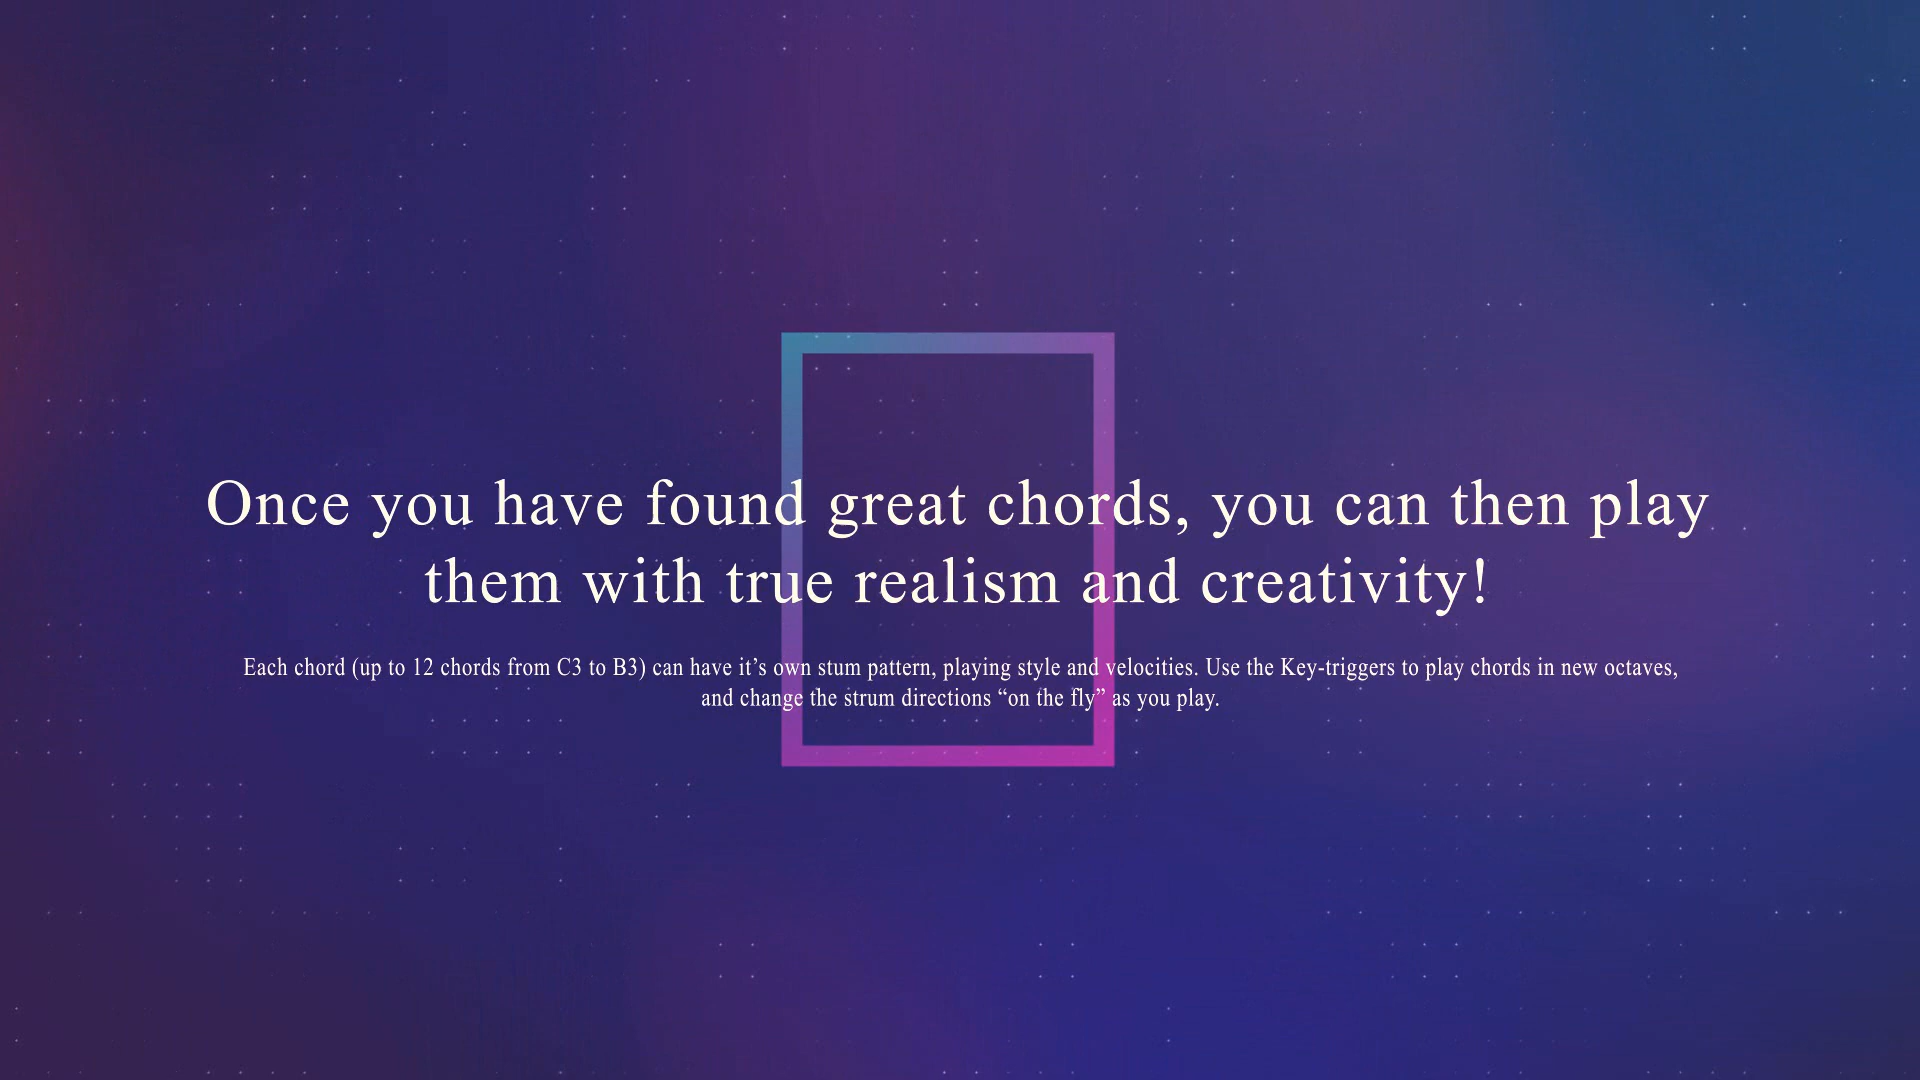 Once you have found great chords, you can then play
them with true realism and creativity!
Each chord (up to 12 chords from C3 to B3) can have it’s own stum pattern, playing style and velocities. Use the Key-triggers to play chords in new octaves,
and change the strum directions “on the fly” as you play.